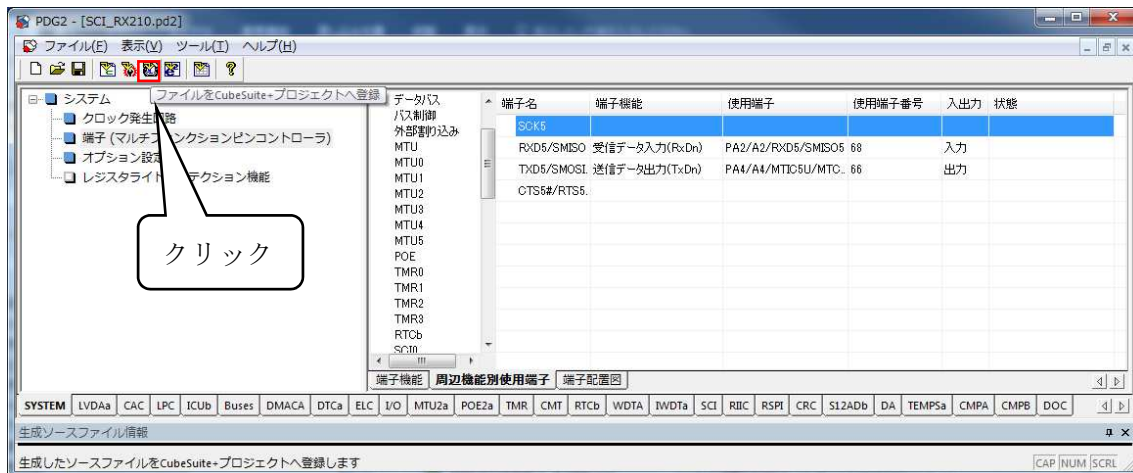 PDG2 - [SCI_RX210.pd2]
ファイル(F) 表示(V) ツール(T) ヘルプ(H)
ファイルをCubeSuite+プロジェクトへ登録
システム
クロック発生回路
端子 (マルチファンクションピンコントローラ)
オプション設定
レジスタライトプロテクション機能
クリック
データバス
バス制御
外部割り込み
MTU
MTU0
MTU1
MTU2
MTU3
MTU4
MTU5
POE
TMR0
TMR1
TMR2
TMR3
RTCb
SCI0
端子名 端子機能 使用端子 使用端子番号 入出力 状態
SCK5
RXD5/SMISO 受信データ入力(RxDn) PA2/A2/RXD5/SMISO5 68 入力
TXD5/SMOSI. 送信データ出力(TxDn) PA4/A4/MTIC5U/MTC.. 66 出力
CTS5#/RTS5.
端子機能 周辺機能別使用端子 端子配置図
SYSTEM LVDAa CAC LPC ICUb Buses DMACA DTCa ELC I/O MTU2a POE2a TMR CMT RTCb WDTA IWDTa SCI RIIC RSPI CRC S12ADb DA TEMPSa CMPA CMPB DOC
生成ソースファイル情報
生成したソースファイルをCubeSuite+プロジェクトへ登録します
CAP NUM SCRL